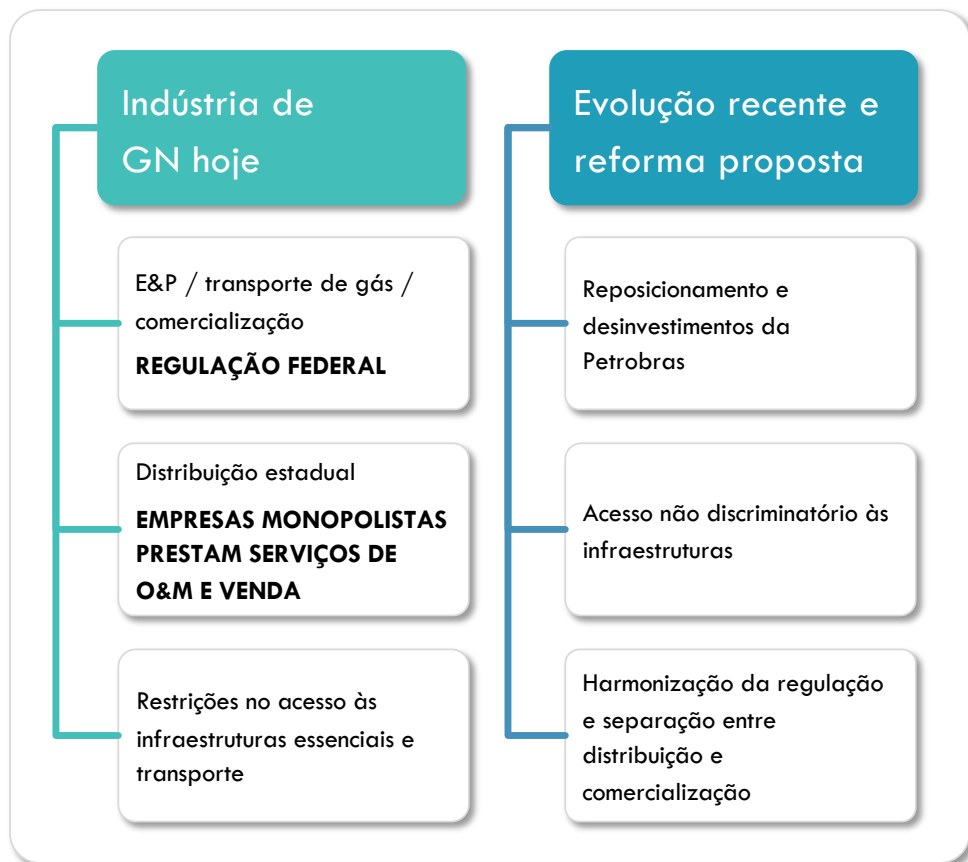 Indústria de
GN hoje
E&P / transporte de gás /
comercialização
REGULAÇÃO FEDERAL
Distribuição estadual
EMPRESAS MONOPOLISTAS
PRESTAM SERVIÇOS DE
O&M E VENDA
Restrições no acesso às
infraestruturas essenciais e
transporte
Evolução recente e
reforma proposta
Reposicionamento e
desinvestimentos da
Petrobras
Acesso não discriminatório às
infraestruturas
Harmonização da regulação
e separação entre
distribuição e
comercialização